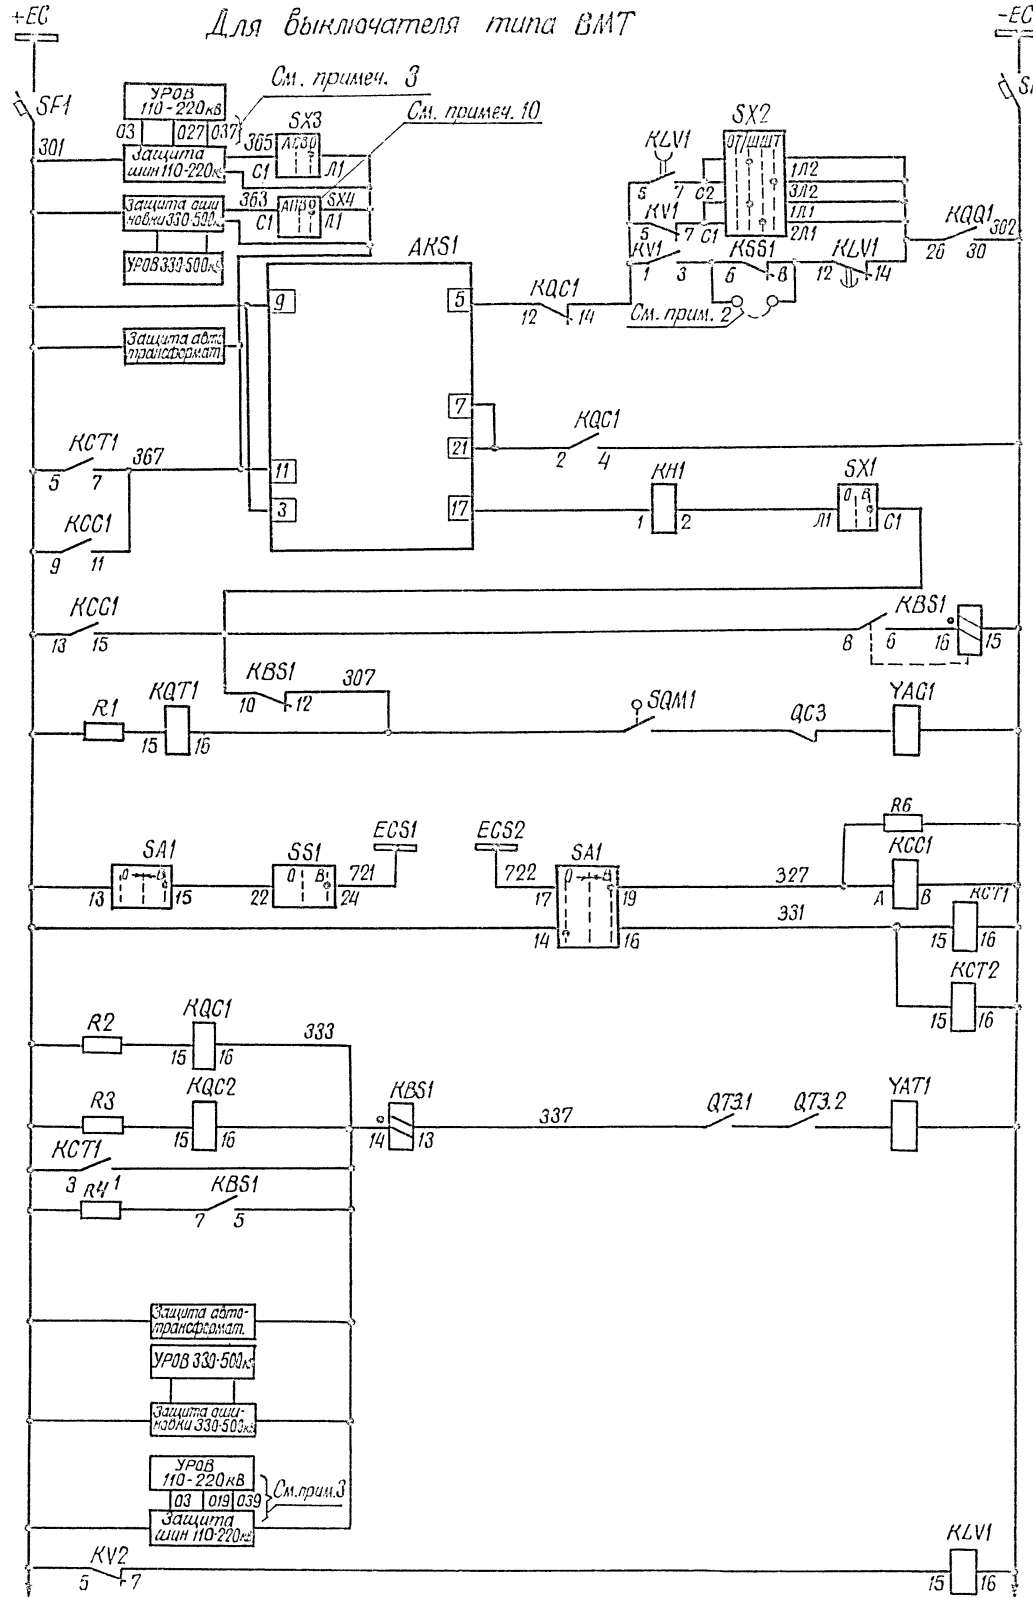 +EC
Для выключателя типа ВМТ
-EC
SF1
УРОВ
110-220кв
См. примеч. 3
03 027 037
301
Защита
шин 110-220кв
365
SX3
С1 Л1
См. примеч. 10
Защита оши-
новки 330-500кв
363
SX4
С1 Л1
УРОВ 330-500к
KLV1
5 7 С2
SX2
1Л2
3Л2
1Л1
2Л1
KV1
5 7 С1
KQQ1
302
26 30
KV1
1 3
KSS1
6 8
KLV1
12 14
См. прим. 2
AKS1
9
5
KQC1
12 14
Защита авто
трансформат.
7
KCT1
5 7
367
21
KQC1
2 4
11
3
17
KH1
1 2
SX1
О В
Л1 С1
KCC1
9 11
KCC1
13 15
KBS1
8 6 16 15
KBS1
10 12
307
R1
KQT1
15 16
SQM1
QC3
YAC1
R6
ECS1
ECS2
SA1
О В
13 15
SS1
О В
22 24
721
722
SA1
О В
17 19
327
KCC1
A B
14 16
331
KCT1
15 16
KCT2
15 16
R2
KQC1
15 16
333
R3
KQC2
15 16
KBS1
14 13
337
QT3.1
QT3.2
YAT1
KCT1
3 1
R4
KBS1
7 5
Защита авто-
трансформат.
УРОВ 330-500кв
Защита оши-
новки 330-500кв
УРОВ
110-220кВ
03 019 039
См.прим.3
Защита
шин 110-220кв
KV2
5 7
KLV1
15 16